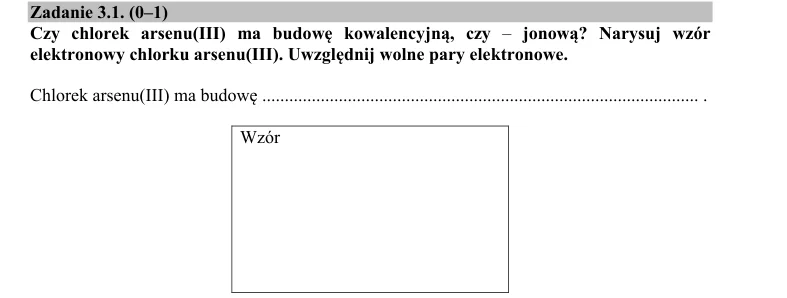 Zadanie 3.1. (0–1)
Czy chlorek arsenu(III) ma budowę kowalencyjną, czy – jonową? Narysuj wzór
elektronowy chlorku arsenu(III). Uwzględnij wolne pary elektronowe.
Chlorek arsenu(III) ma budowę ................................................................................................. .
Wzór